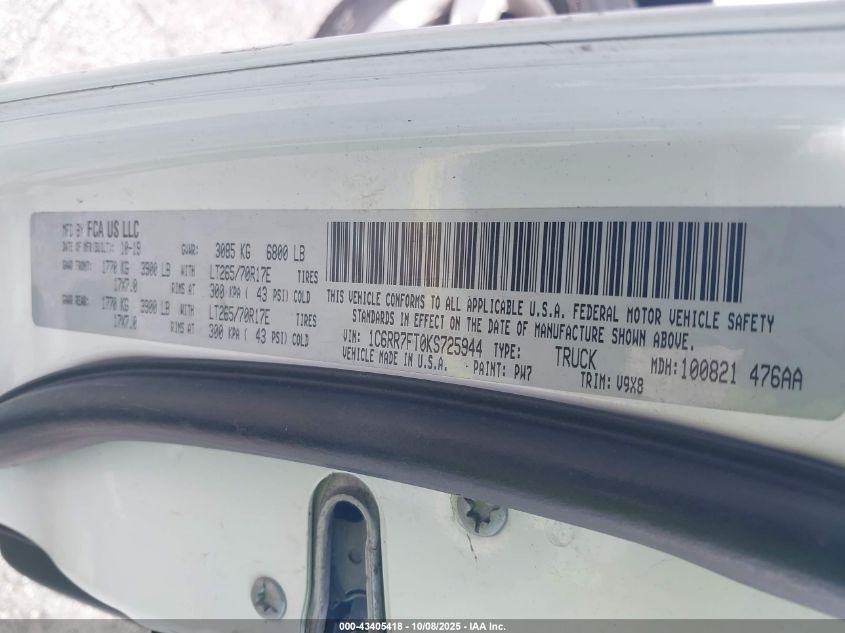 MFD BY FCA US LLC
DATE OF MFR(BUILT): 10-19 GVWR: 3085 KG 6800 LB
GAWR FRONT: 1770 KG 3900 LB WITH LT265/70R17E TIRES
17X7.0 RIMS AT 300 KPA ( 43 PSI) COLD
GAWR REAR: 1770 KG 3900 LB WITH LT265/70R17E TIRES
17X7.0 RIMS AT 300 KPA ( 43 PSI) COLD
THIS VEHICLE CONFORMS TO ALL APPLICABLE U.S.A. FEDERAL MOTOR VEHICLE SAFETY
STANDARDS IN EFFECT ON THE DATE OF MANUFACTURE SHOWN ABOVE.
VIN: 1C6RR7FT0KS725944 TYPE: TRUCK MDH:100821 476AA
VEHICLE MADE IN U.S.A. PAINT: PW7 TRIM: V9X8
000-43405418 - 10/08/2025 - IAA Inc.